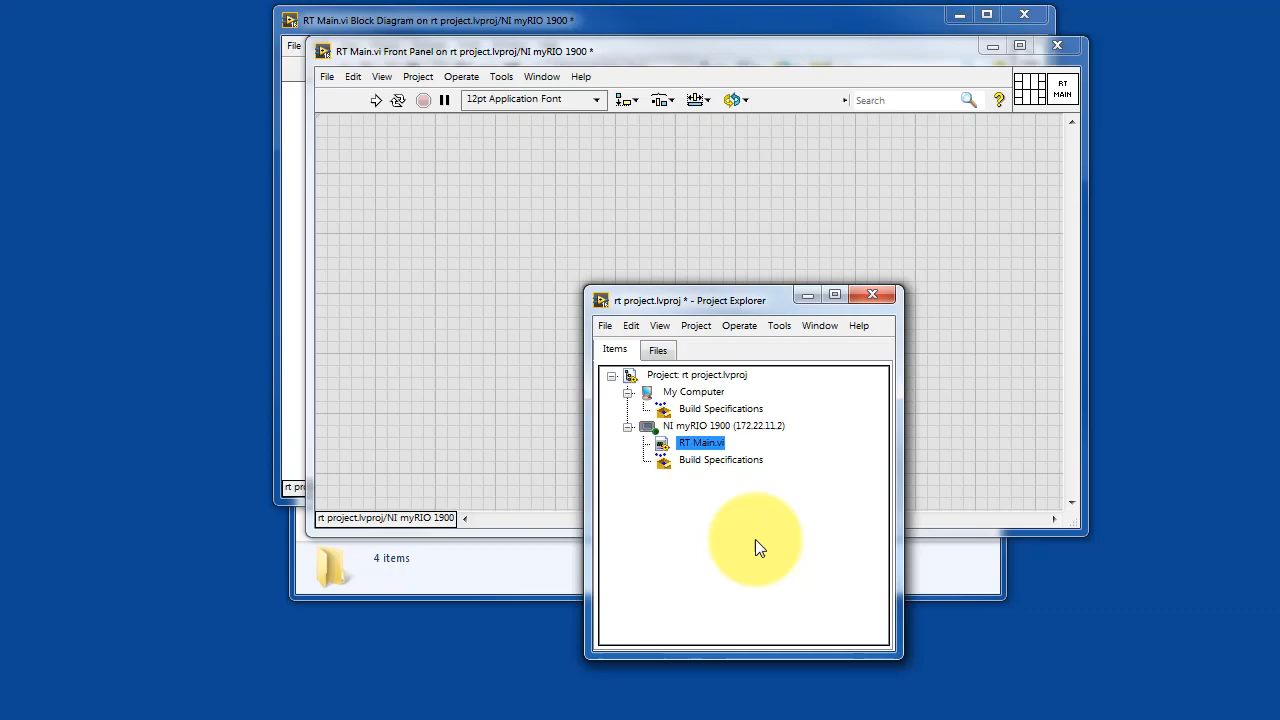 RT Main.vi Block Diagram on rt project.lvproj/NI myRIO 1900 *
File
RT Main.vi Front Panel on rt project.lvproj/NI myRIO 1900 *
File Edit View Project Operate Tools Window Help
12pt Application Font
Search
RT
MAIN
rt project.lvproj * - Project Explorer
File Edit View Project Operate Tools Window Help
Items Files
Project: rt project.lvproj
My Computer
Build Specifications
NI myRIO 1900 (172.22.11.2)
RT Main.vi
Build Specifications
rt pro
rt project.lvproj/NI myRIO 1900
4 items